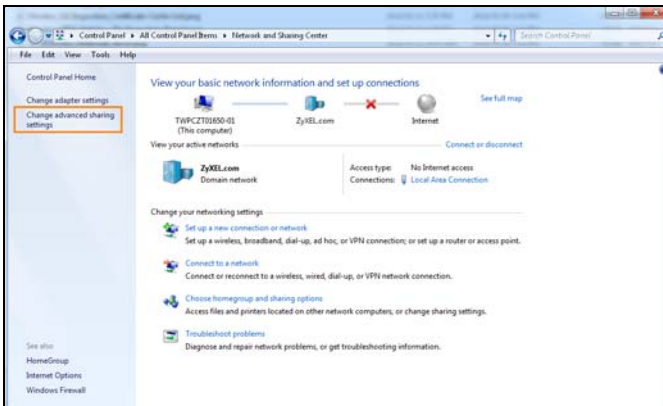 Control Panel ▸ All Control Panel Items ▸ Network and Sharing Center
Search Control Panel
File Edit View Tools Help
Control Panel Home
Change adapter settings
Change advanced sharing
settings
See also
HomeGroup
Internet Options
Windows Firewall
View your basic network information and set up connections
TWPCZT01650-01
(This computer)
ZyXEL.com
Internet
See full map
View your active networks
Connect or disconnect
ZyXEL.com
Domain network
Access type: No Internet access
Connections: Local Area Connection
Change your networking settings
Set up a new connection or network
Set up a wireless, broadband, dial-up, ad hoc, or VPN connection; or set up a router or access point.
Connect to a network
Connect or reconnect to a wireless, wired, dial-up, or VPN network connection.
Choose homegroup and sharing options
Access files and printers located on other network computers, or change sharing settings.
Troubleshoot problems
Diagnose and repair network problems, or get troubleshooting information.